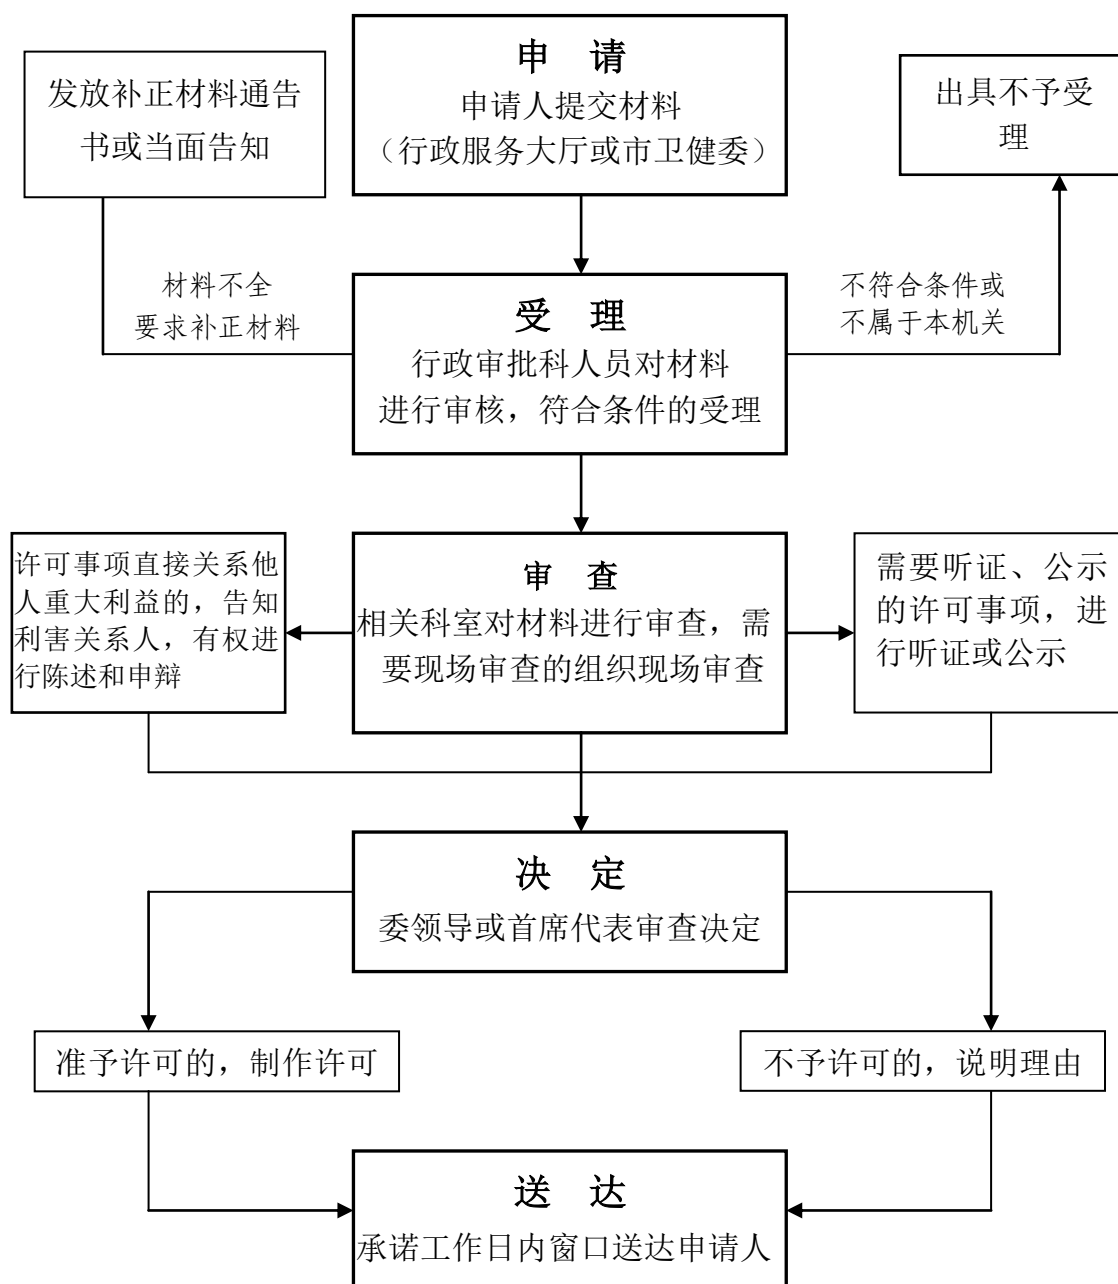 申 请
申请人提交材料
（行政服务大厅或市卫健委）
发放补正材料通告
书或当面告知
出具不予受
理
材料不全
要求补正材料
不符合条件或
不属于本机关
受 理
行政审批科人员对材料
进行审核，符合条件的受理
许可事项直接关系他
人重大利益的，告知
利害关系人，有权进
行陈述和申辩
审 查
相关科室对材料进行审查，需
要现场审查的组织现场审查
需要听证、公示
的许可事项，进
行听证或公示
决 定
委领导或首席代表审查决定
准予许可的，制作许可
不予许可的，说明理由
送 达
承诺工作日内窗口送达申请人